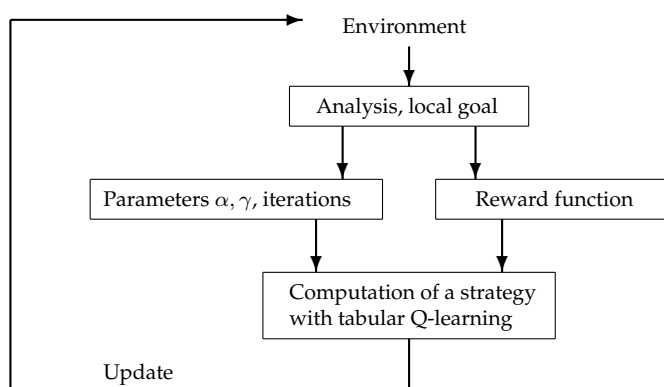 Environment
Analysis, local goal
Parameters α, γ, iterations
Reward function
Computation of a strategy
with tabular Q-learning
Update